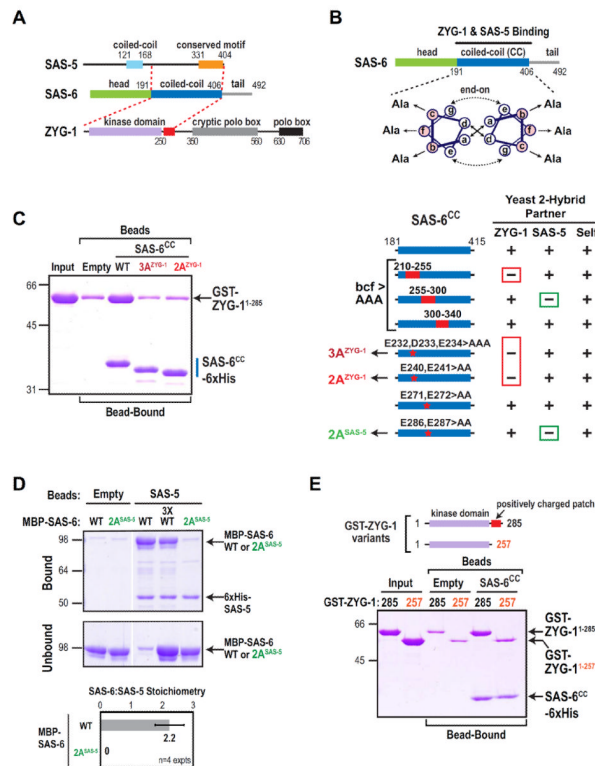 A
coiled-coil
conserved motif
121 168
331 404
SAS-5
head 191 coiled-coil 406 tail
SAS-6
492
kinase domain
cryptic polo box
polo box
ZYG-1
250 350 560 630 706
B
ZYG-1 & SAS-5 Binding
SAS-6
head
coiled-coil (CC)
tail
191 406 492
end-on
Ala Ala
Ala Ala
Ala Ala
c g d a e b f
e a d g b f c
end-on
Yeast 2-Hybrid
Partner
SAS-6CC
ZYG-1 SAS-5 Self
181 415
+ + +
bcf >
AAA
210-255
− + +
255-300
+ − +
300-340
+ + +
E232,D233,E234>AAA
3AZYG-1 − + +
E240,E241>AA
2AZYG-1 − + +
E271,E272>AA
+ + +
E286,E287>AA
2ASAS-5 + − +
C
Beads
SAS-6CC
Input Empty WT 3AZYG-1 2AZYG-1
66
45
31
GST-
ZYG-11-285
SAS-6CC
-6xHis
Bead-Bound
D
Beads: Empty SAS-5
3X
MBP-SAS-6: WT 2ASAS-5 WT WT 2ASAS-5
Bound
98
64
50
MBP-SAS-6
WT or 2ASAS-5
6xHis-
SAS-5
Unbound
98
MBP-SAS-6
WT or 2ASAS-5
SAS-6:SAS-5 Stoichiometry
0 1 2 3
MBP-
SAS-6
WT
2.2
2ASAS-5
0
n=4 expts
E
positively charged patch
kinase domain
GST-ZYG-1
variants
1 285
1 257
Beads
Input Empty SAS-6CC
GST-ZYG-1: 285 257 285 257 285 257
66
45
GST-
ZYG-11-285
GST-
ZYG-11-257
SAS-6CC
-6xHis
Bead-Bound